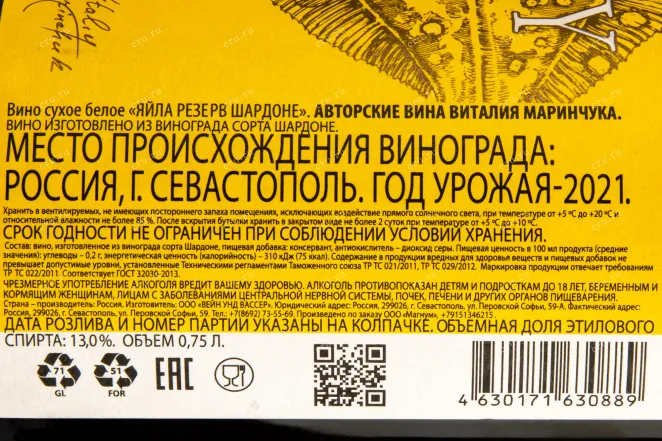 Vitaly
Вино сухое белое «ЯЙЛА РЕЗЕРВ ШАРДОНЕ». АВТОРСКИЕ ВИНА ВИТАЛИЯ МАРИНЧУКА.
ВИНО ИЗГОТОВЛЕНО ИЗ ВИНОГРАДА СОРТА ШАРДОНЕ.
МЕСТО ПРОИСХОЖДЕНИЯ ВИНОГРАДА:
РОССИЯ, Г. СЕВАСТОПОЛЬ. ГОД УРОЖАЯ-2021.
Хранить в вентилируемых, не имеющих постороннего запаха помещениях, исключающих воздействие прямого солнечного света, при температуре от +5 ºС до +20 ºС и
относительной влажности не более 85 %. После вскрытия бутылки хранить в закрытом виде не более 2 суток при температуре от +5 ºС до +10 ºС.
СРОК ГОДНОСТИ НЕ ОГРАНИЧЕН ПРИ СОБЛЮДЕНИИ УСЛОВИЙ ХРАНЕНИЯ.
Состав: вино, изготовленное из винограда сорта Шардоне, пищевая добавка: консервант, антиокислитель – диоксид серы. Пищевая ценность в 100 мл продукта (средние
значения): углеводы – 0,2 г, энергетическая ценность (калорийность) – 310 кДж (75 ккал). Содержание в продукции вредных для здоровья веществ и пищевых добавок не
превышает допустимые уровни, установленные Техническими регламентами Таможенного союза ТР ТС 021/2011, ТР ТС 029/2012. Маркировка продукции отвечает требованиям
ТР ТС 022/2011. Соответствует ГОСТ 32030-2013.
ЧРЕЗМЕРНОЕ УПОТРЕБЛЕНИЕ АЛКОГОЛЯ ВРЕДИТ ВАШЕМУ ЗДОРОВЬЮ. АЛКОГОЛЬ ПРОТИВОПОКАЗАН ДЕТЯМ И ПОДРОСТКАМ ДО 18 ЛЕТ, БЕРЕМЕННЫМ И
КОРМЯЩИМ ЖЕНЩИНАМ, ЛИЦАМ С ЗАБОЛЕВАНИЯМИ ЦЕНТРАЛЬНОЙ НЕРВНОЙ СИСТЕМЫ, ПОЧЕК, ПЕЧЕНИ И ДРУГИХ ОРГАНОВ ПИЩЕВАРЕНИЯ.
Страна – производитель: Россия. Изготовитель: ООО «ВЕЙН УНД ВАССЕР». Юридический адрес: Россия, 299026, г. Севастополь, ул. Перовской Софьи, 59-А. Фактический адрес:
Россия, 299026, г. Севастополь, ул. Перовской Софьи, 59. Тел.: +7(8692) 73-55-69. Произведено по заказу ООО «Магнум», +79151346215.
ДАТА РОЗЛИВА И НОМЕР ПАРТИИ УКАЗАНЫ НА КОЛПАЧКЕ. ОБЪЕМНАЯ ДОЛЯ ЭТИЛОВОГО
СПИРТА: 13,0%. ОБЪЕМ 0,75 Л.
71 51 EAC
GL FOR
4 630171 630889